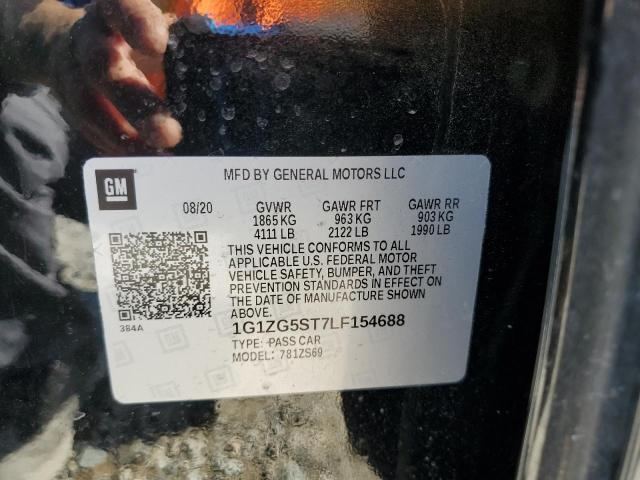 GM
MFD BY GENERAL MOTORS LLC
08/20 GVWR GAWR FRT GAWR RR
1865 KG 963 KG 903 KG
4111 LB 2122 LB 1990 LB
THIS VEHICLE CONFORMS TO ALL
APPLICABLE U.S. FEDERAL MOTOR
VEHICLE SAFETY, BUMPER, AND THEFT
PREVENTION STANDARDS IN EFFECT ON
THE DATE OF MANUFACTURE SHOWN
ABOVE.
384A
1G1ZG5ST7LF154688
TYPE: PASS CAR
MODEL: 781ZS69